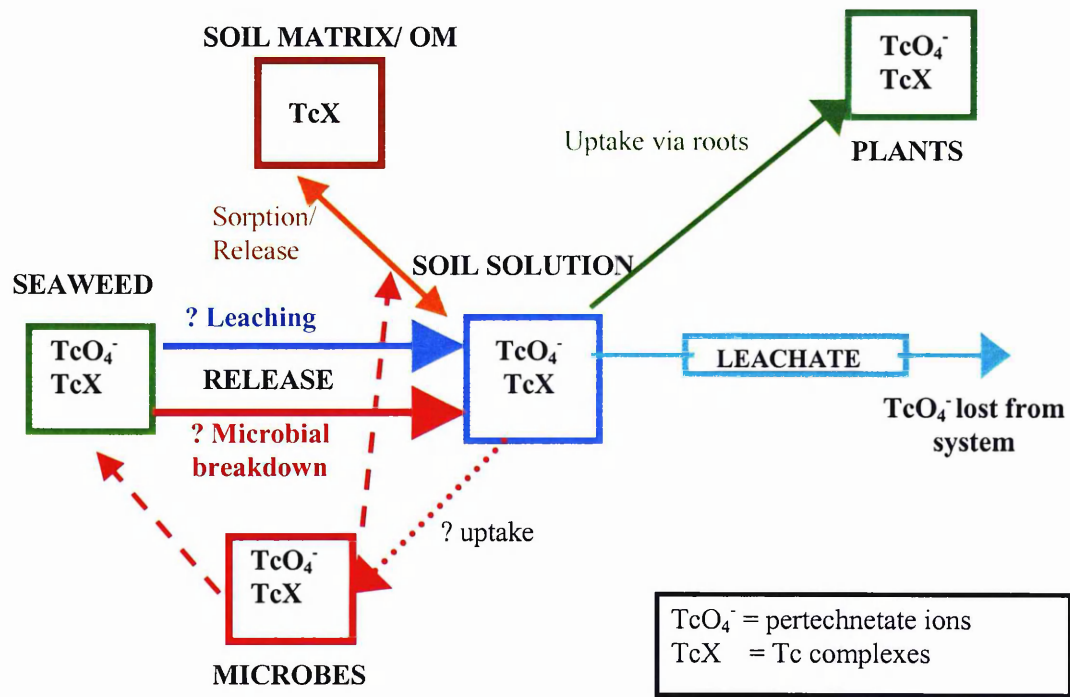 SOIL MATRIX/ OM
TcX
TcO₄⁻
TcX
PLANTS
Uptake via roots
Sorption/
Release
SOIL SOLUTION
SEAWEED
TcO₄⁻
TcX
? Leaching
RELEASE
? Microbial
breakdown
TcO₄⁻
TcX
LEACHATE
TcO₄⁻ lost from
system
? uptake
TcO₄⁻
TcX
MICROBES
TcO₄⁻ = pertechnetate ions
TcX = Tc complexes